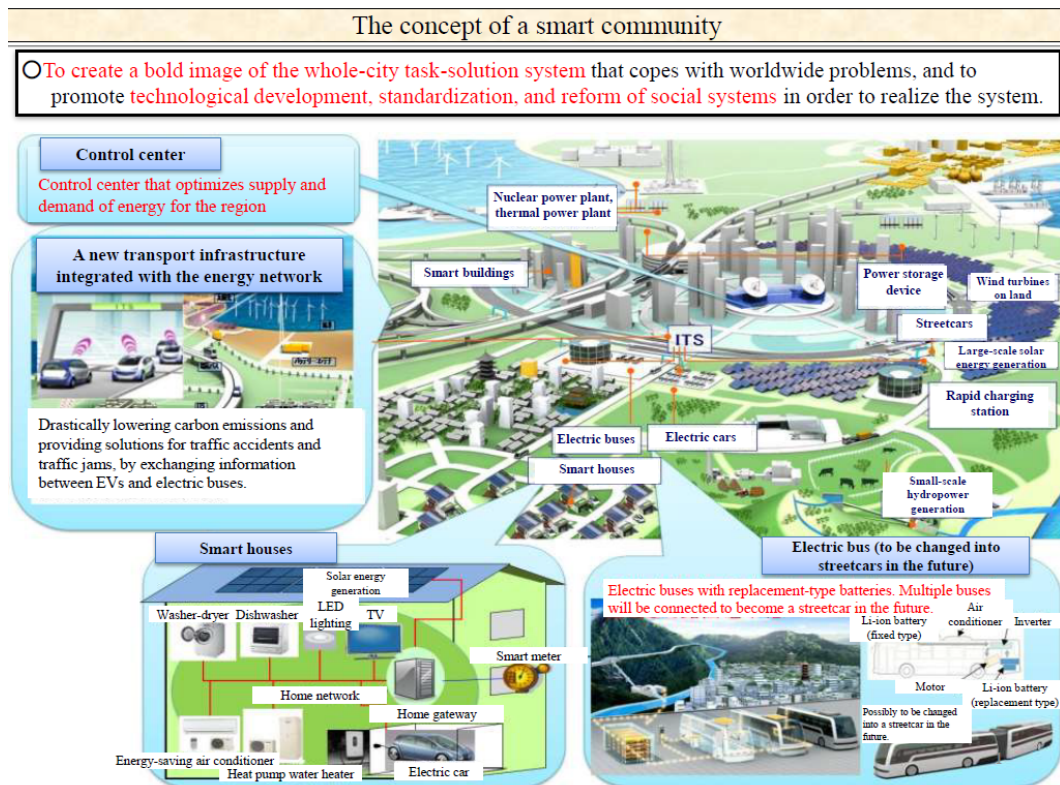 The concept of a smart community
○To create a bold image of the whole-city task-solution system that copes with worldwide problems, and to
promote technological development, standardization, and reform of social systems in order to realize the system.
Control center
Control center that optimizes supply and
demand of energy for the region
A new transport infrastructure
integrated with the energy network
ITS
Drastically lowering carbon emissions and
providing solutions for traffic accidents and
traffic jams, by exchanging information
between EVs and electric buses.
Nuclear power plant,
thermal power plant
Smart buildings
Power storage
device
Wind turbines
on land
Streetcars
ITS
Large-scale solar
energy generation
Rapid charging
station
Electric buses
Electric cars
Smart houses
Small-scale
hydropower
generation
Smart houses
Solar energy
generation
Washer-dryer
Dishwasher
LED
lighting
TV
Smart meter
Home network
Home gateway
Energy-saving air conditioner
Heat pump water heater
Electric car
Electric bus (to be changed into
streetcars in the future)
Electric buses with replacement-type batteries. Multiple buses
will be connected to become a streetcar in the future.
Li-ion battery
(fixed type)
Air
conditioner
Inverter
Motor
Li-ion battery
(replacement type)
Possibly to be changed
into a streetcar in the
future.